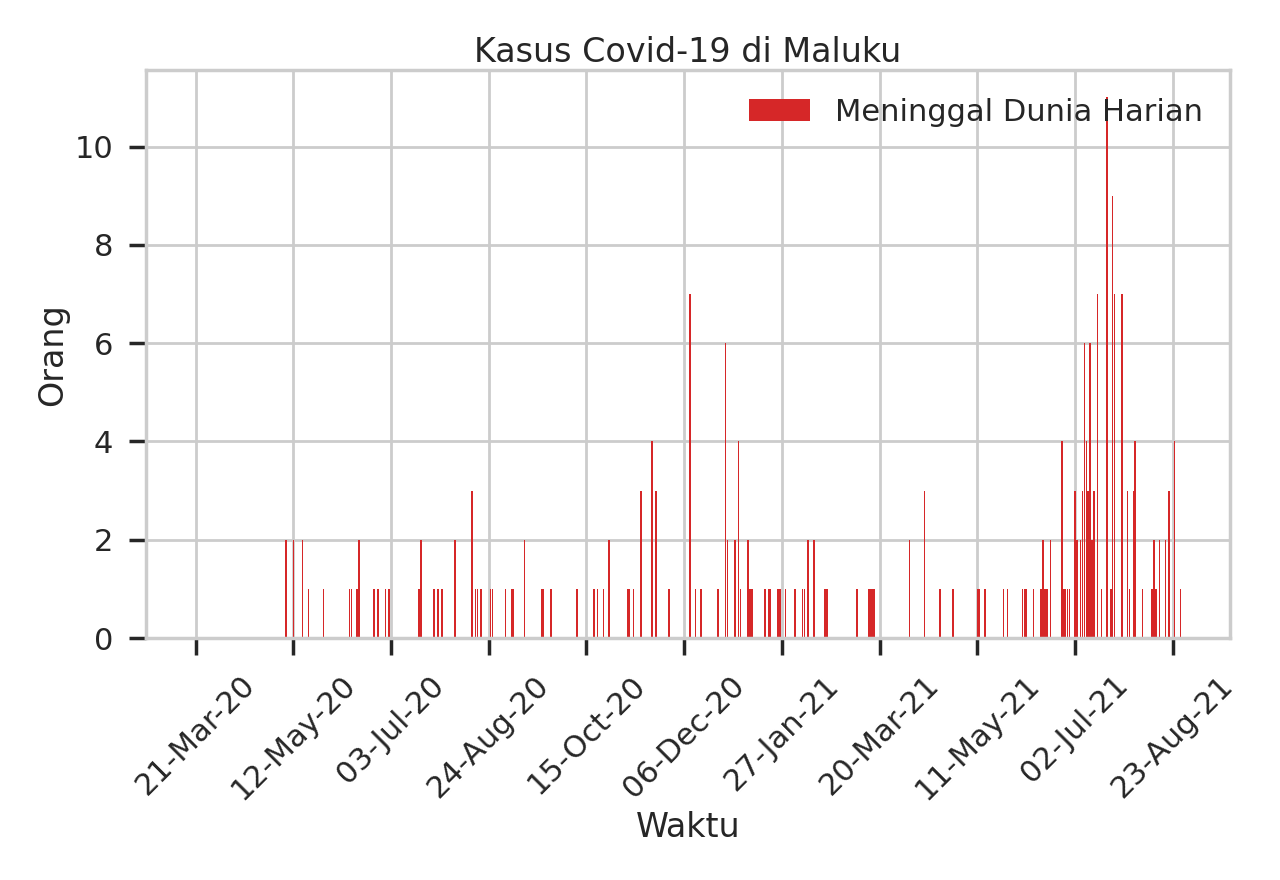 Kasus Covid-19 di Maluku
Meninggal Dunia Harian
Orang
10
8
6
4
2
0
21-Mar-20
12-May-20
03-Jul-20
24-Aug-20
15-Oct-20
06-Dec-20
27-Jan-21
20-Mar-21
11-May-21
02-Jul-21
23-Aug-21
Waktu